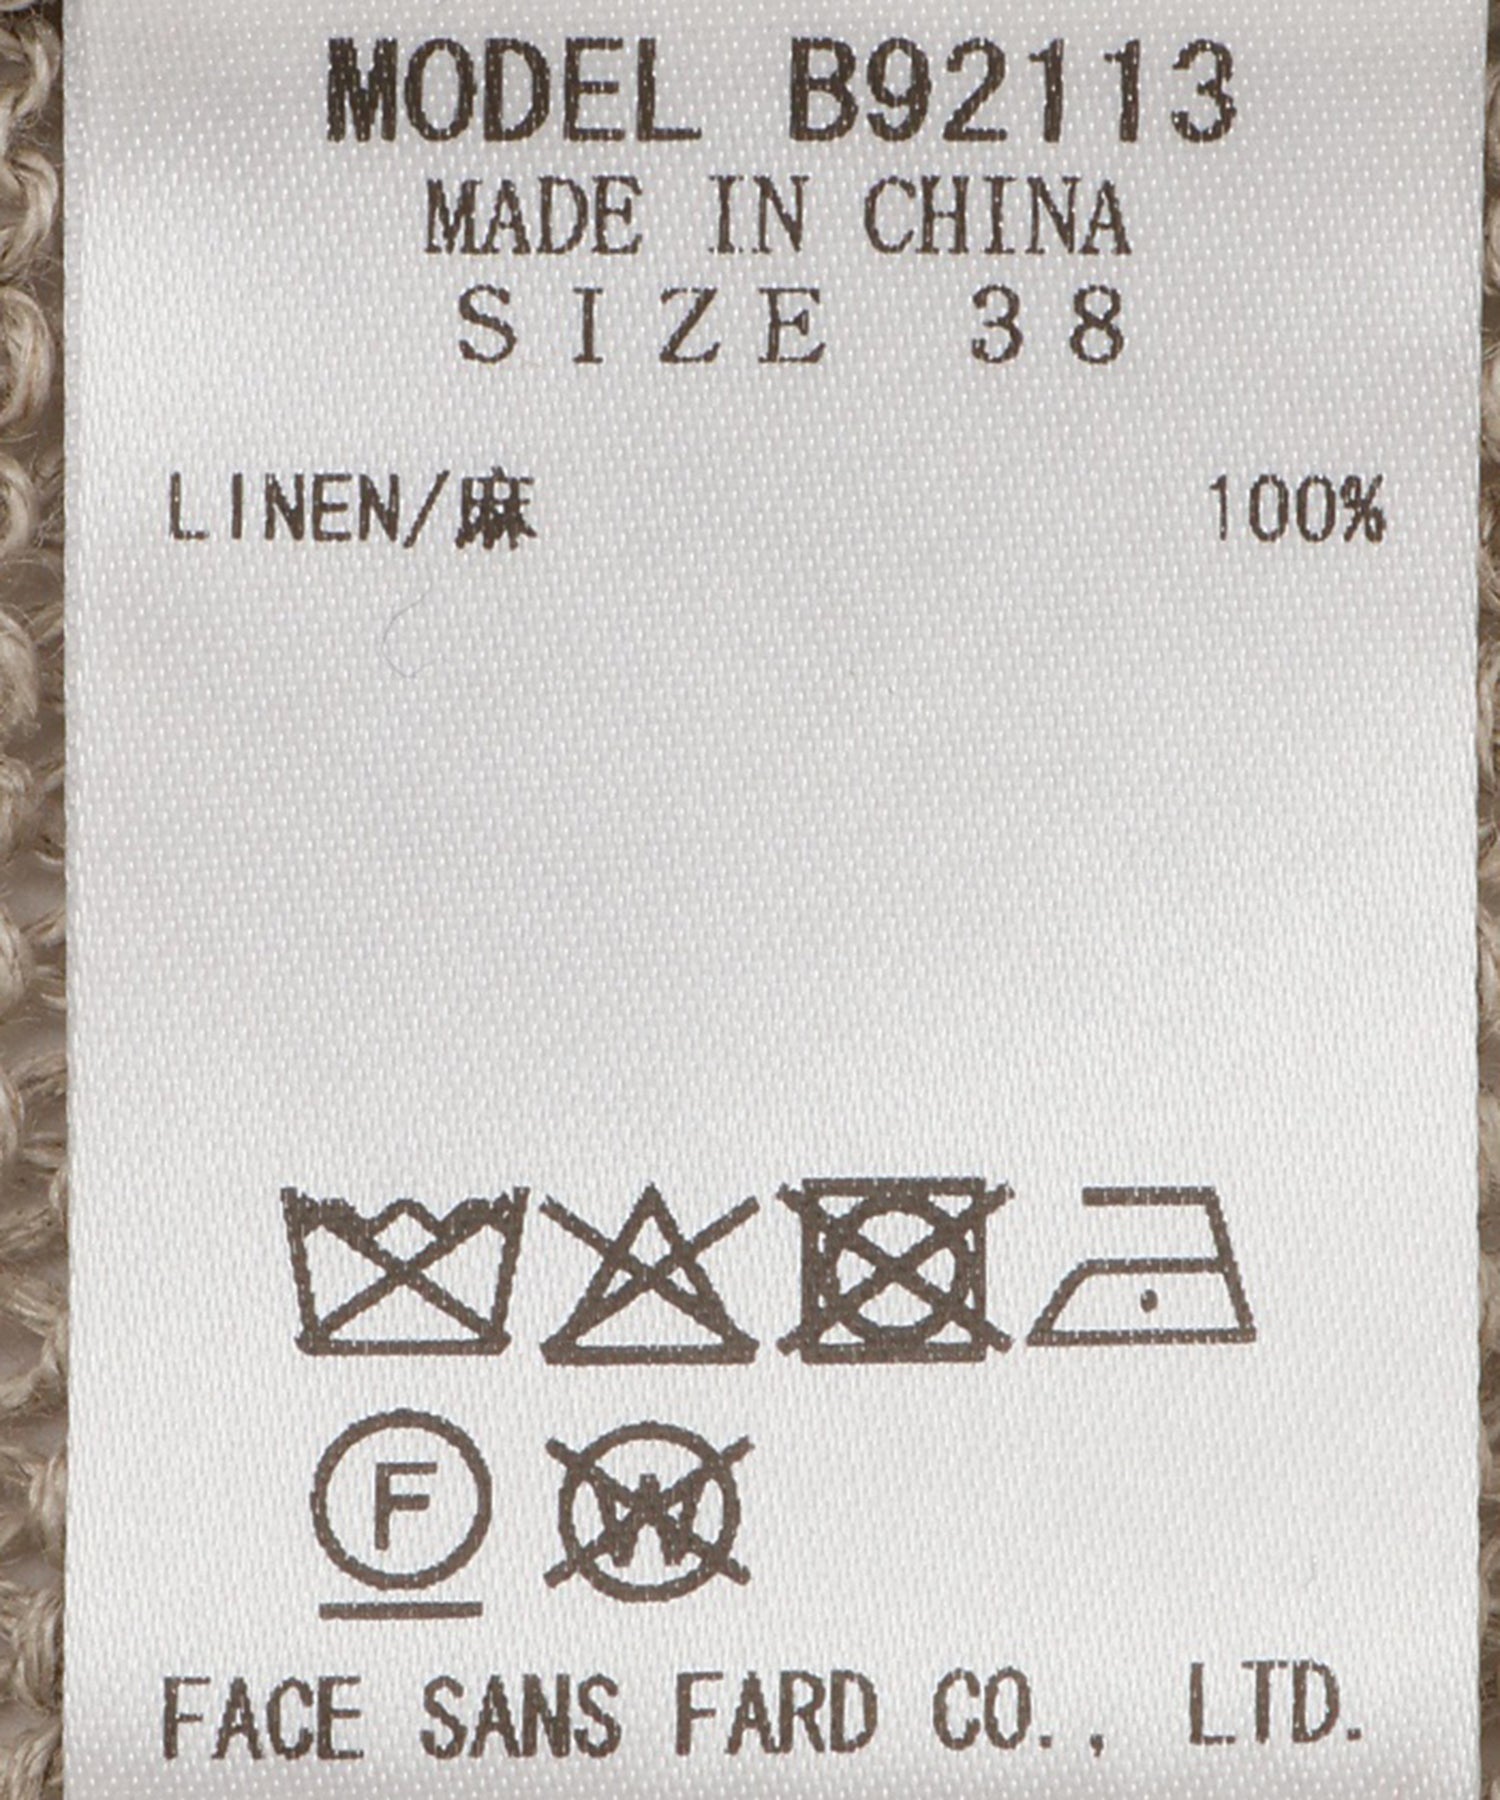 MODEL B92113
MADE IN CHINA
SIZE 38
LINEN/麻 100%
F W
FACE SANS FARD CO., LTD.